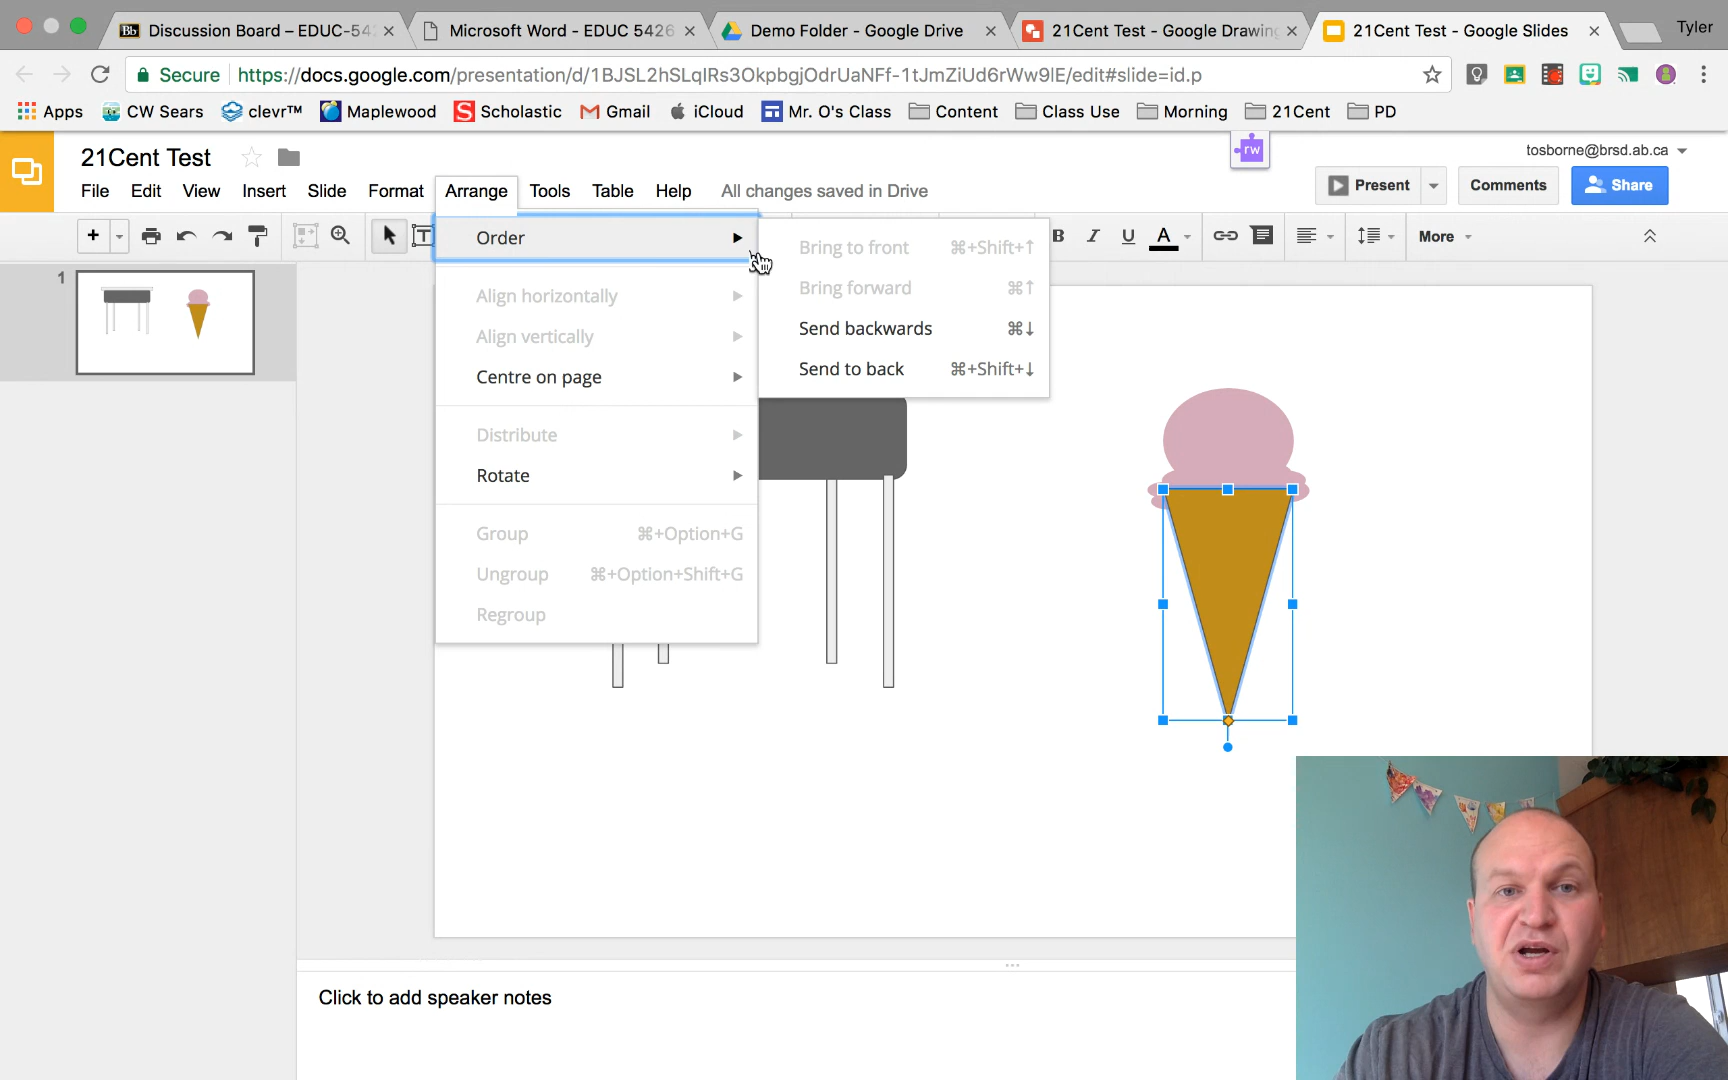 Discussion Board – EDUC-54
Microsoft Word - EDUC 5426
Demo Folder - Google Drive
21Cent Test - Google Drawing
21Cent Test - Google Slides
Tyler
Secure
https://docs.google.com/presentation/d/1BJSL2hSLqIRs3OkpbgjOdrUaNFf-1tJmZiUd6rWw9lE/edit#slide=id.p
Apps
CW Sears
clevr™
Maplewood
Scholastic
Gmail
iCloud
Mr. O's Class
Content
Class Use
Morning
21Cent
PD
rw
21Cent Test
tosborne@brsd.ab.ca
File Edit View Insert Slide Format Arrange Tools Table Help All changes saved in Drive
Present
Comments
Share
B I U A More
Order
Bring to front ⌘+Shift+↑
Bring forward ⌘↑
Send backwards ⌘↓
Send to back ⌘+Shift+↓
Align horizontally
Align vertically
Centre on page
Distribute
Rotate
Group ⌘+Option+G
Ungroup ⌘+Option+Shift+G
Regroup
1
Click to add speaker notes